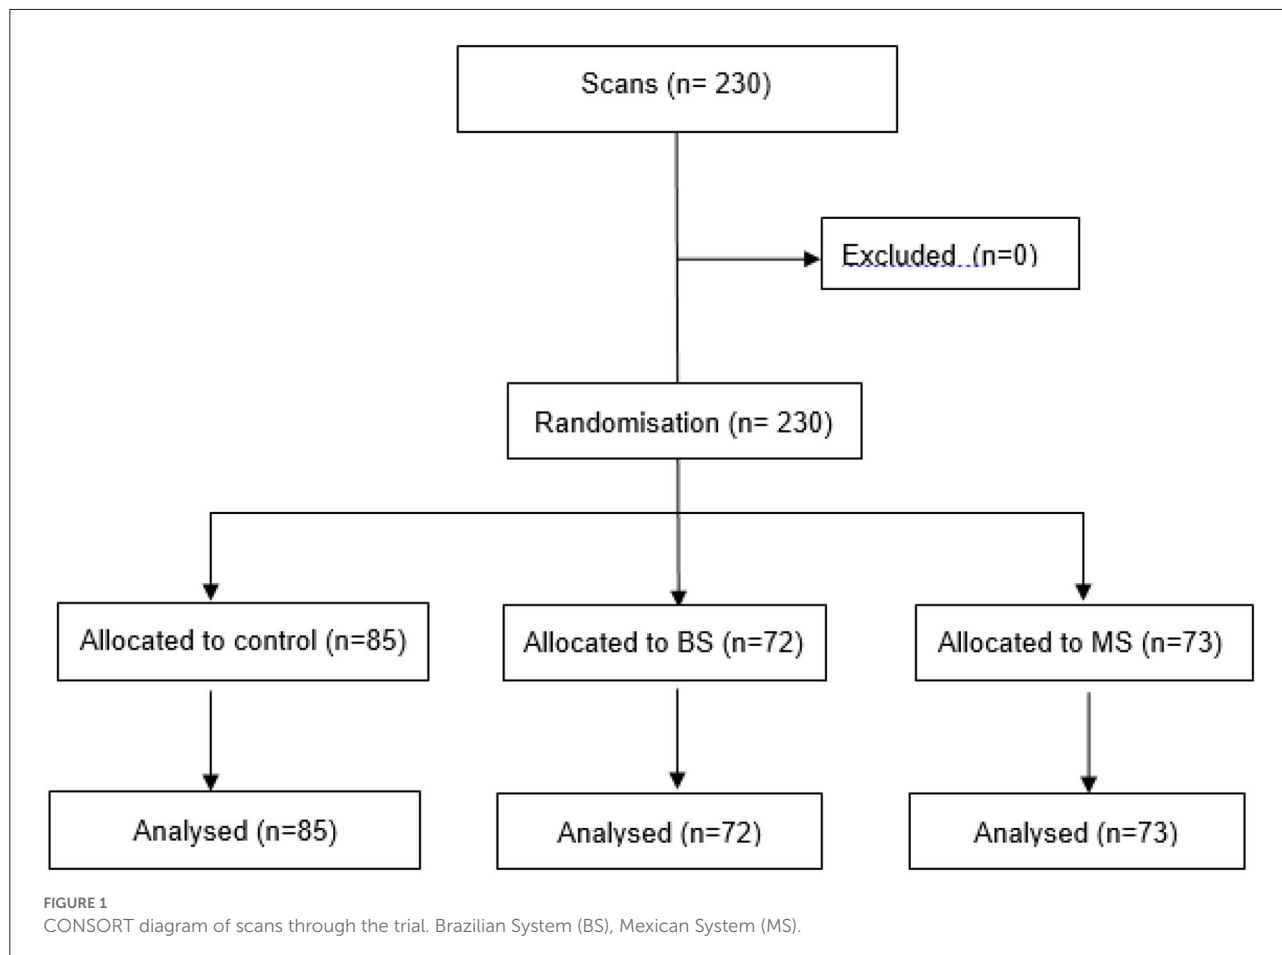 Scans (n= 230)
Excluded (n=0)
Randomisation (n= 230)
Allocated to control (n=85)
Allocated to BS (n=72)
Allocated to MS (n=73)
Analysed (n=85)
Analysed (n=72)
Analysed (n=73)
FIGURE 1
CONSORT diagram of scans through the trial. Brazilian System (BS), Mexican System (MS).